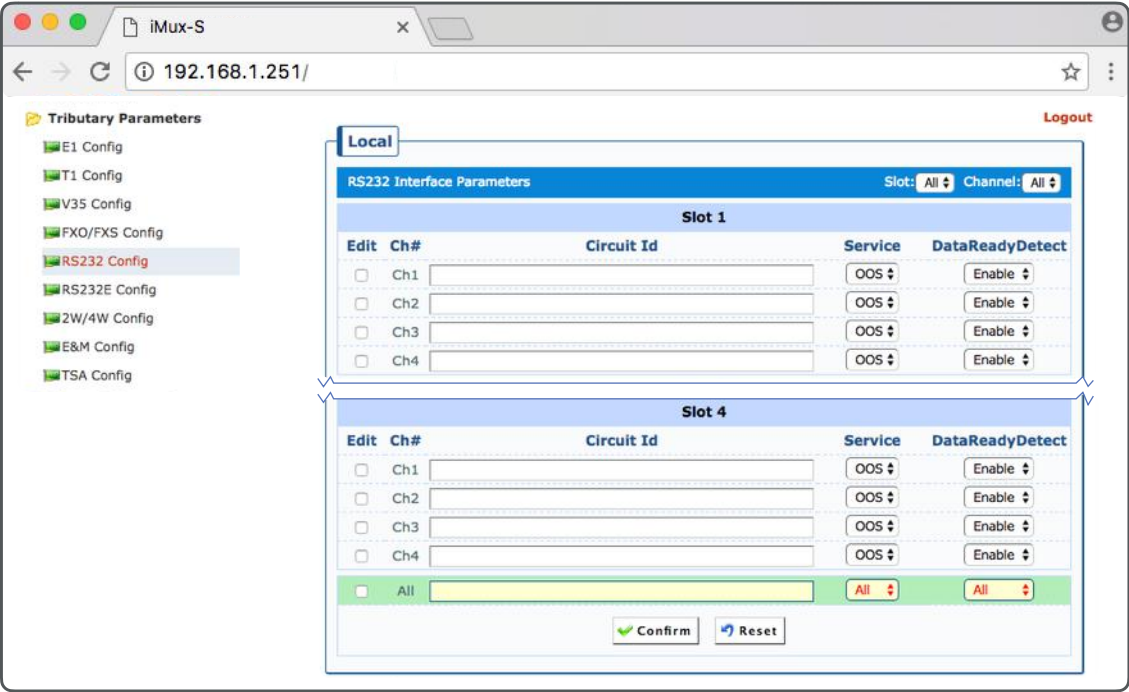 iMux-S
192.168.1.251/
Tributary Parameters
E1 Config
T1 Config
V35 Config
FXO/FXS Config
RS232 Config
RS232E Config
2W/4W Config
E&M Config
TSA Config
Logout
Local
RS232 Interface Parameters Slot: All Channel: All
Slot 1
Edit Ch# Circuit Id Service DataReadyDetect
Ch1 OOS Enable
Ch2 OOS Enable
Ch3 OOS Enable
Ch4 OOS Enable
Slot 4
Edit Ch# Circuit Id Service DataReadyDetect
Ch1 OOS Enable
Ch2 OOS Enable
Ch3 OOS Enable
Ch4 OOS Enable
All All All
Confirm Reset